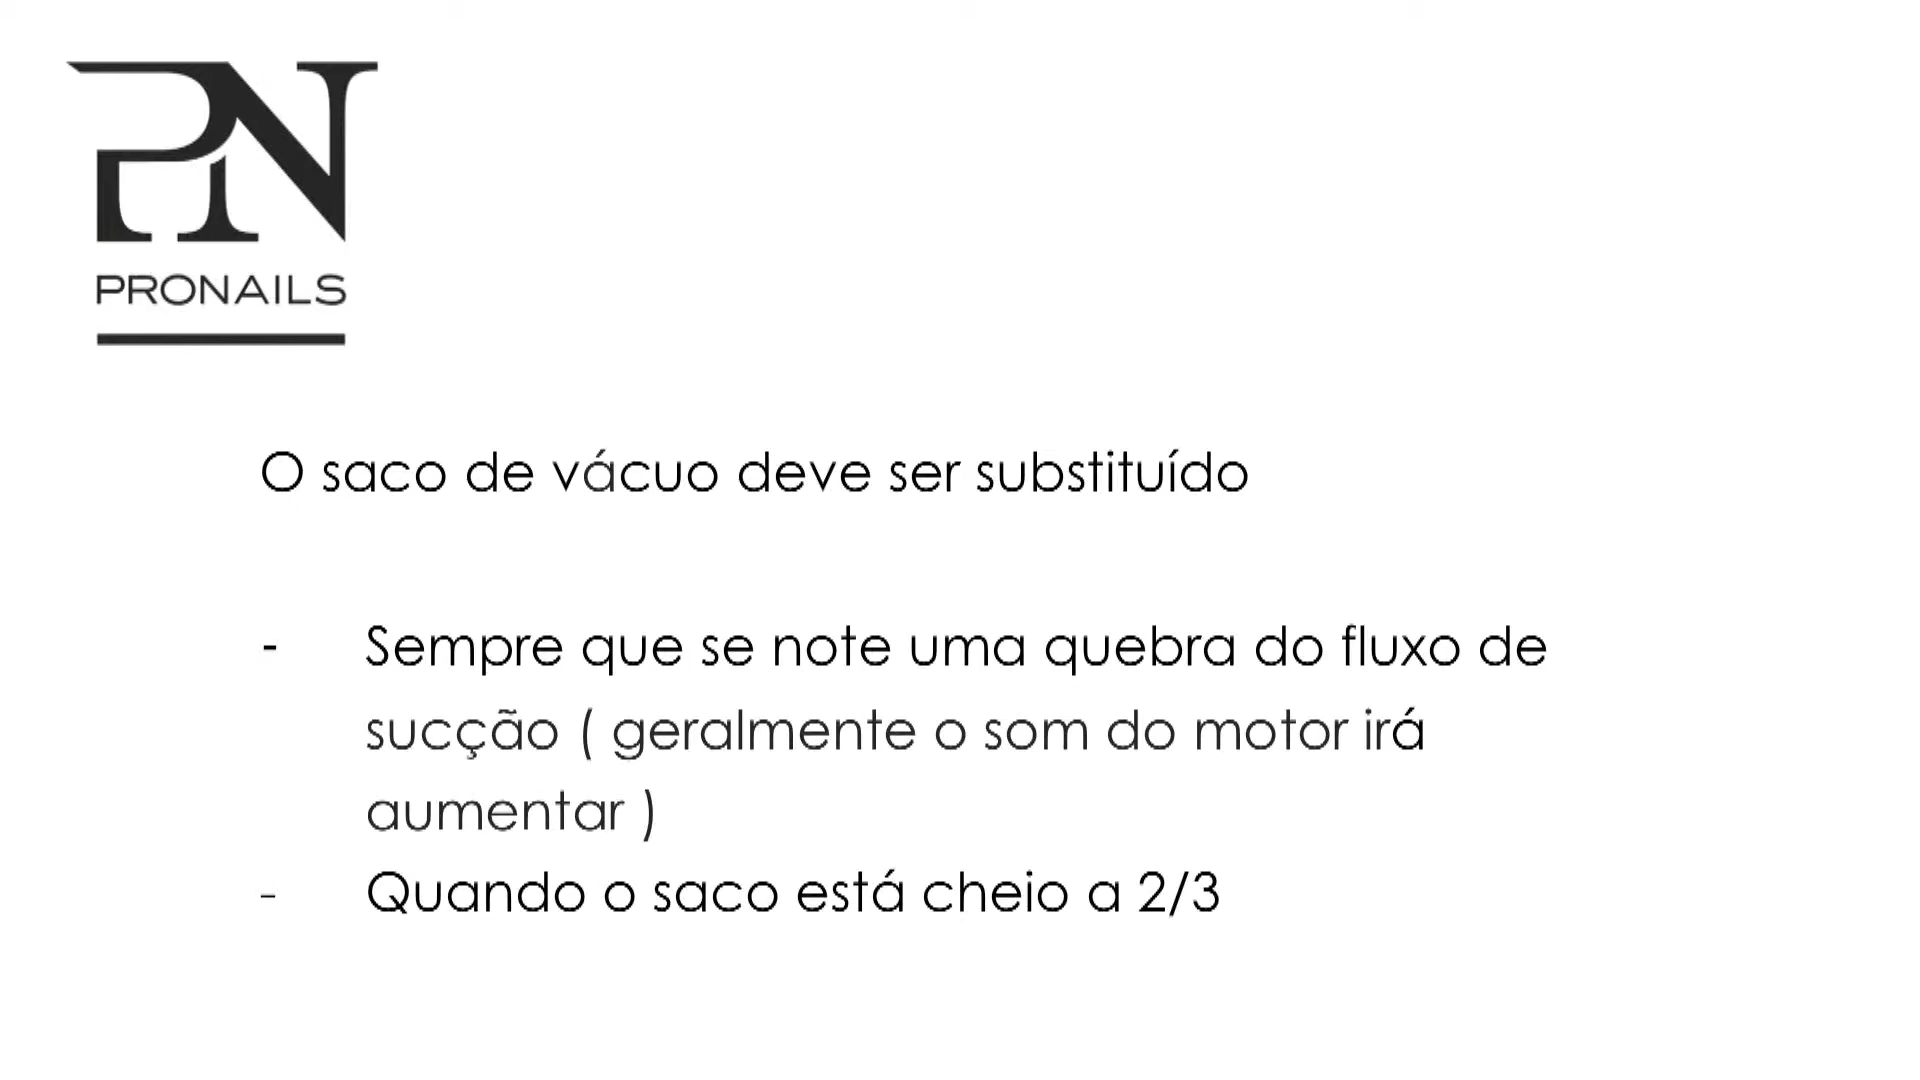 PN
PRONAILS
O saco de vácuo deve ser substituído
- Sempre que se note uma quebra do fluxo de
sucção ( geralmente o som do motor irá
aumentar )
- Quando o saco está cheio a 2/3